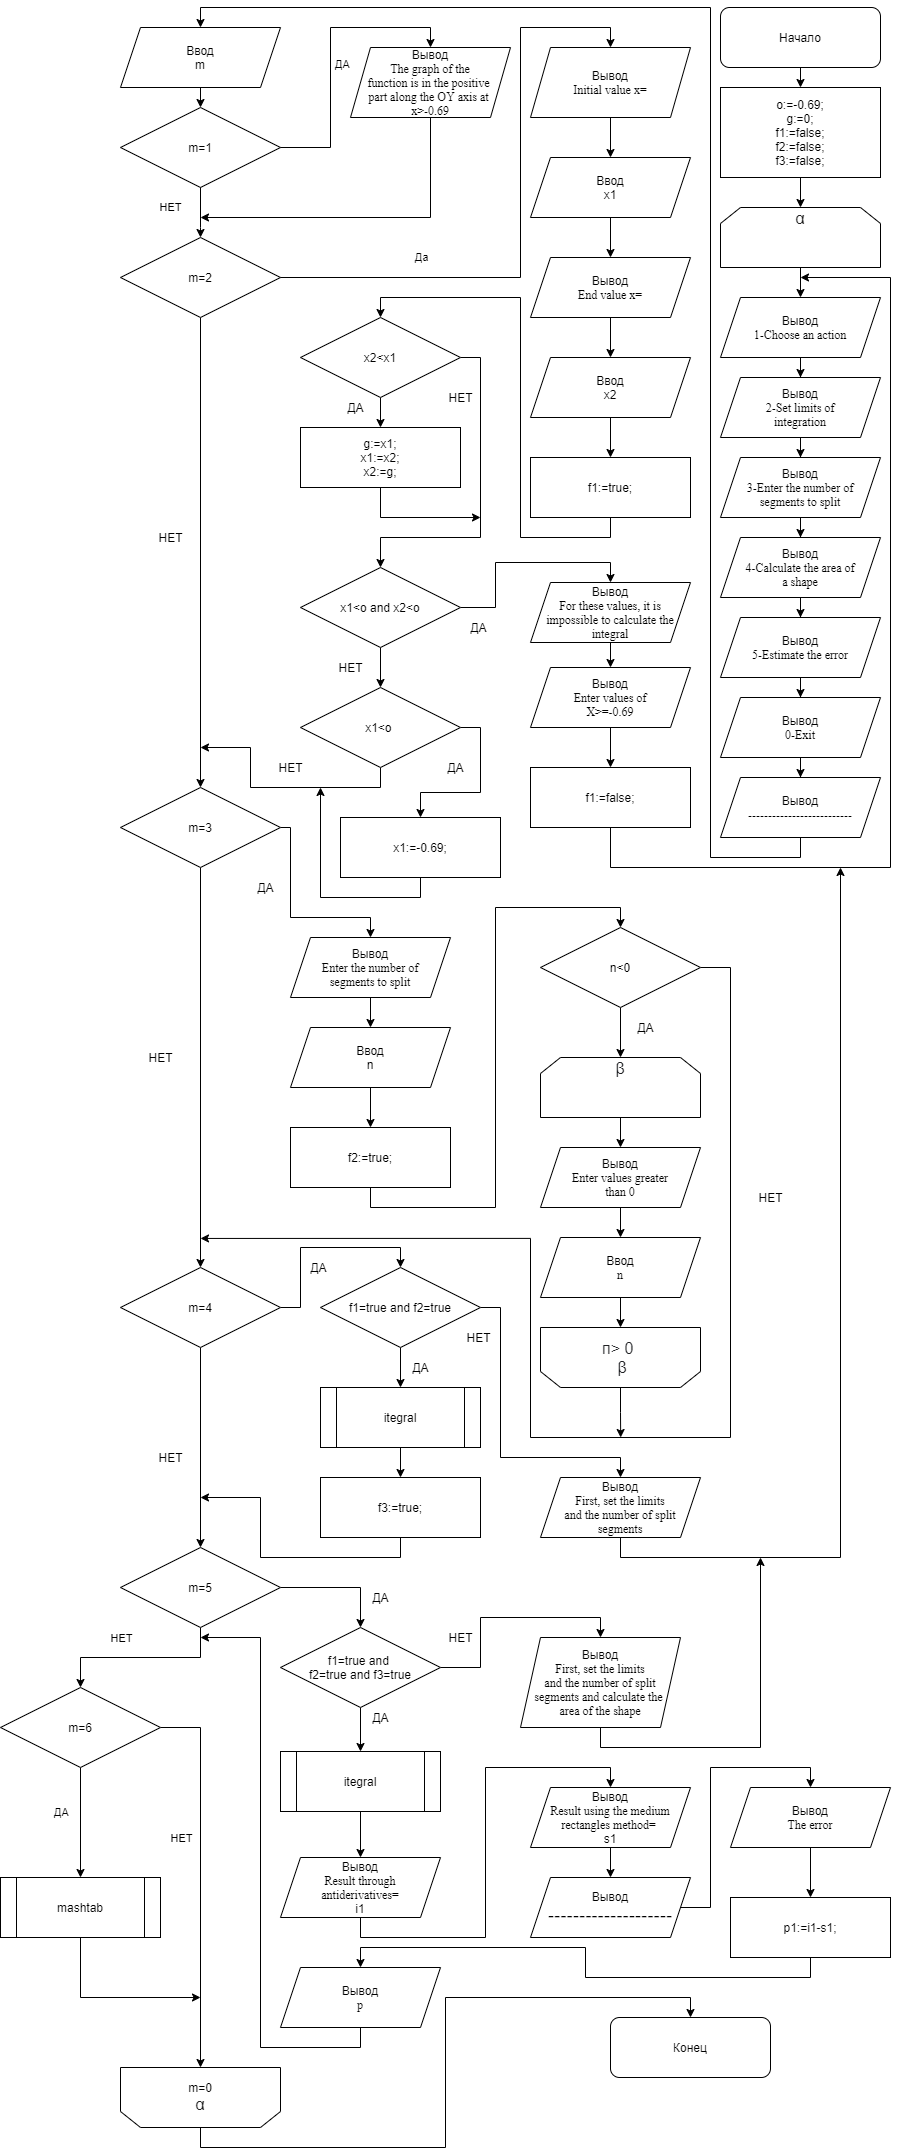 Начало
o:=-0.69;
g:=0;
f1:=false;
f2:=false;
f3:=false;
α
Вывод
1-Choose an action
Вывод
2-Set limits of
integration
Вывод
3-Enter the number of
segments to split
Вывод
4-Calculate the area of
a shape
Вывод
5-Estimate the error
Вывод
0-Exit
Вывод
--------------------------
Ввод
m
m=1
ДА
Вывод
The graph of the
function is in the positive
part along the OY axis at
x>-0.69
НЕТ
m=2
Да
Вывод
Initial value x=
Ввод
x1
Вывод
End value x=
Ввод
x2
f1:=true;
x2<x1
ДА
НЕТ
g:=x1;
x1:=x2;
x2:=g;
НЕТ
x1<o and x2<o
ДА
Вывод
For these values, it is
impossible to calculate the
integral
Вывод
Enter values of
X>=-0.69
f1:=false;
НЕТ
x1<o
НЕТ
ДА
x1:=-0.69;
m=3
ДА
Вывод
Enter the number of
segments to split
Ввод
n
f2:=true;
n<0
ДА
β
Вывод
Enter values greater
than 0
Ввод
n
n> 0
β
НЕТ
НЕТ
m=4
ДА
f1=true and f2=true
НЕТ
ДА
itegral
f3:=true;
Вывод
First, set the limits
and the number of split
segments
НЕТ
m=5
ДА
f1=true and
f2=true and f3=true
НЕТ
Вывод
First, set the limits
and the number of split
segments and calculate the
area of the shape
ДА
itegral
Вывод
Result through
antiderivatives=
i1
Вывод
Result using the medium
rectangles method=
s1
Вывод
---------------------
Вывод
The error
p1:=i1-s1;
Вывод
p
НЕТ
m=6
ДА
НЕТ
mashtab
m=0
α
Конец